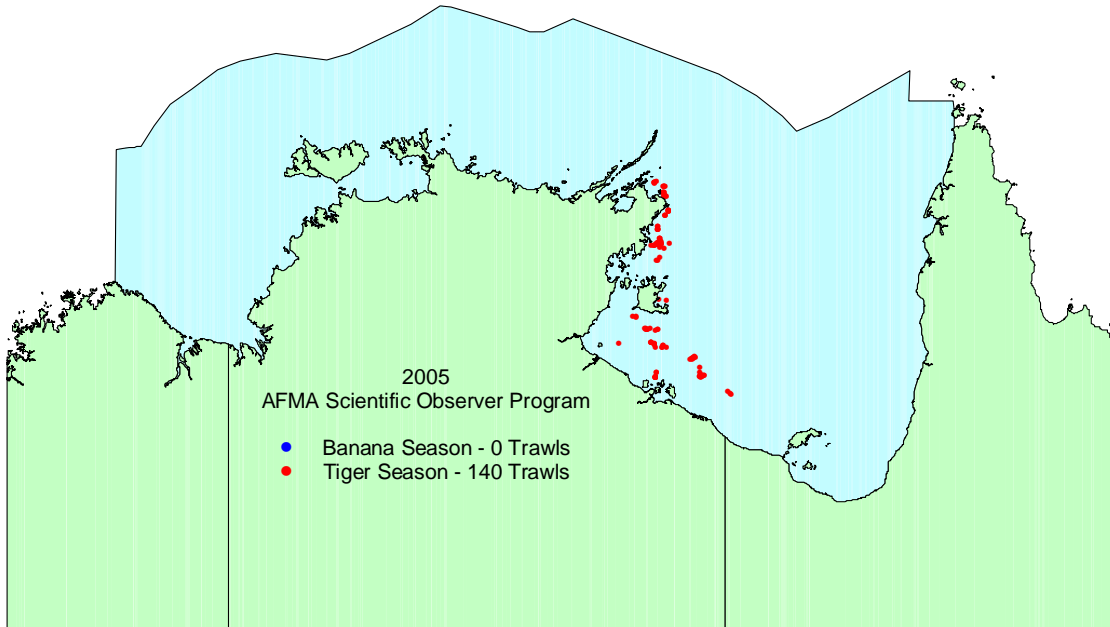 2005
AFMA Scientific Observer Program
Banana Season - 0 Trawls
Tiger Season - 140 Trawls